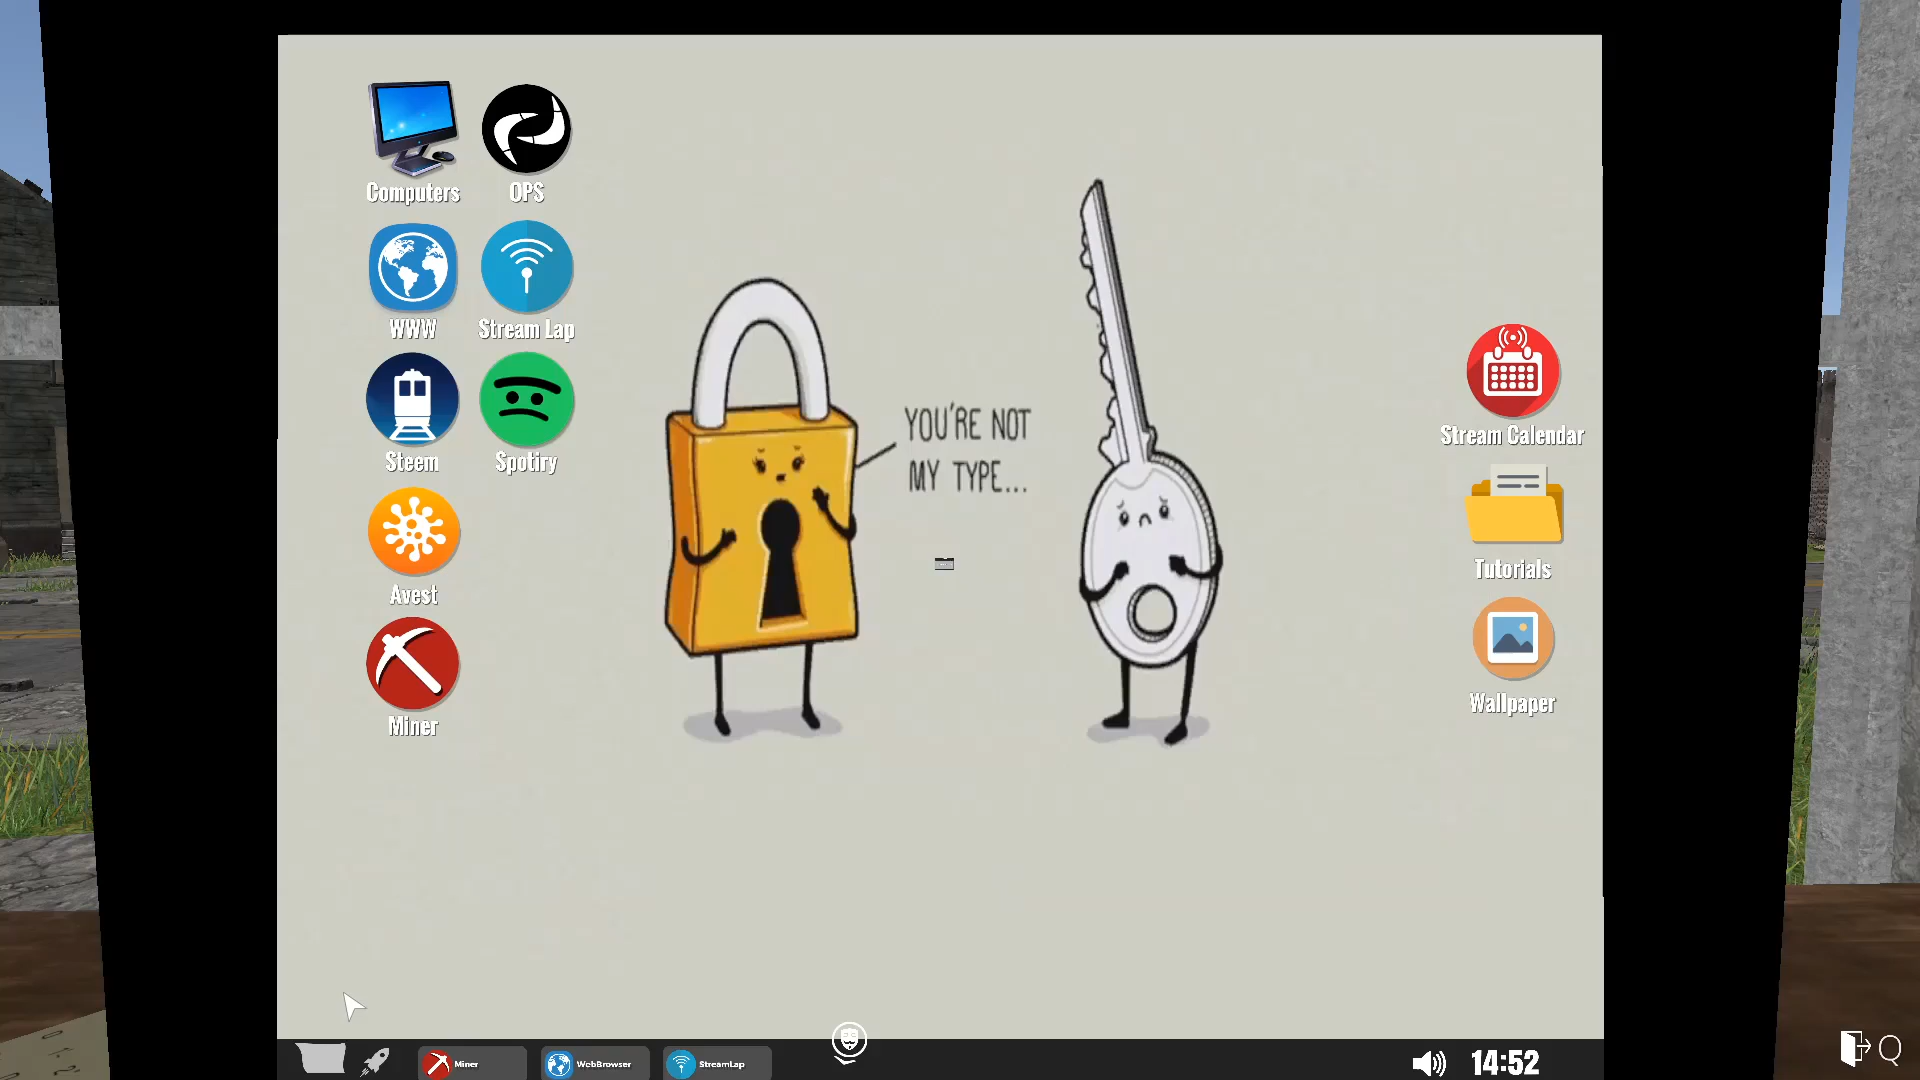 Computers
OPS
WWW
Stream Lap
Steem
Spotiry
Avest
Miner
YOU'RE NOT
MY TYPE...
Stream Calendar
Tutorials
Wallpaper
Miner
WebBrowser
StreamLap
14:52
Q